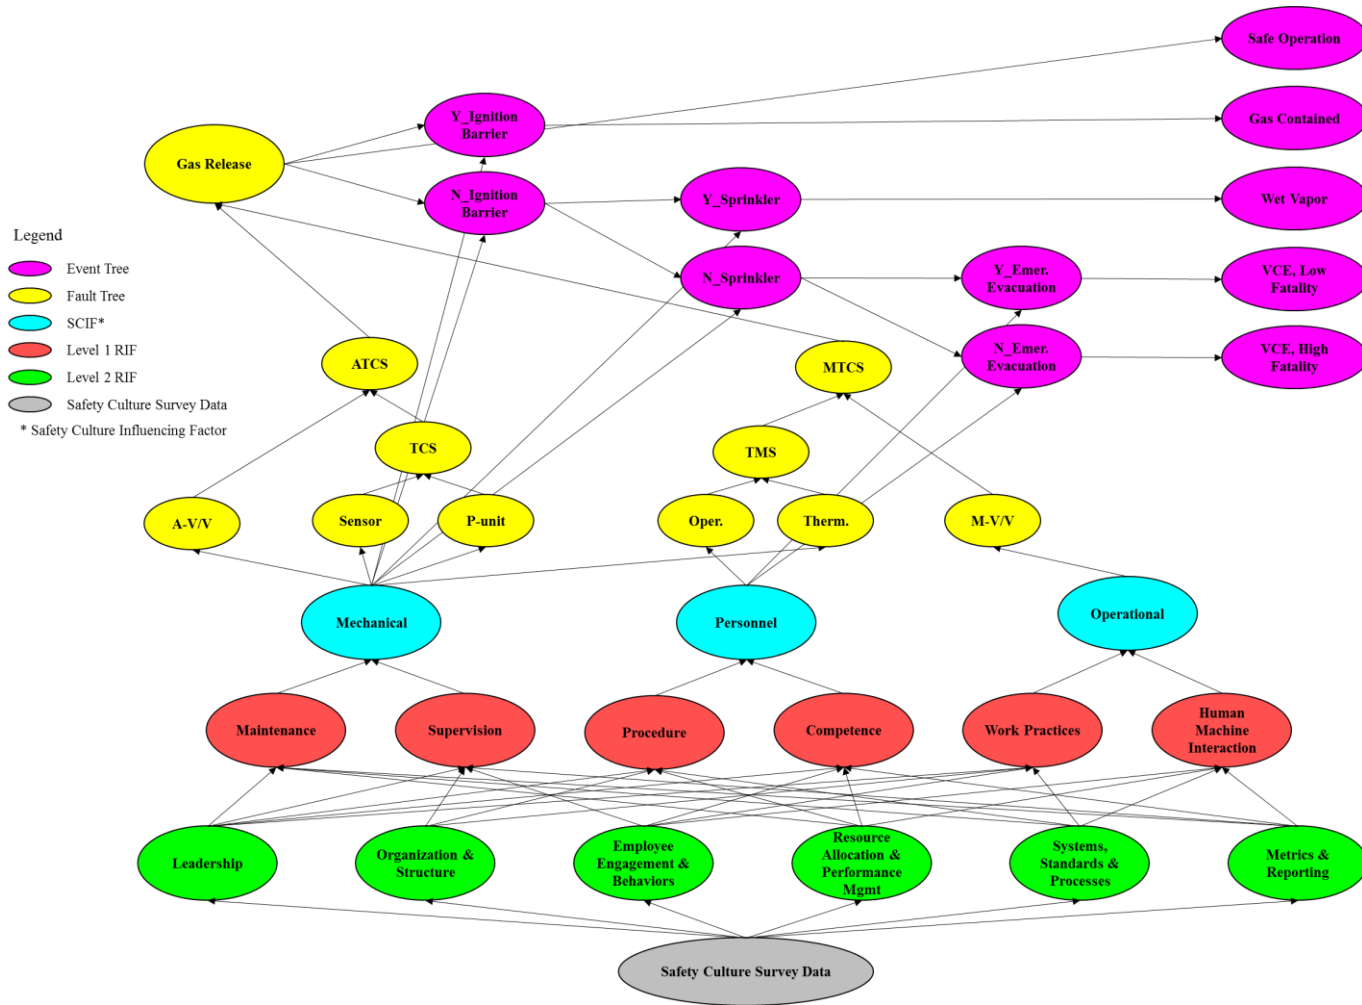 Safe Operation
Y_Ignition
Barrier
Gas Contained
Gas Release
N_Ignition
Barrier
Y_Sprinkler
Wet Vapor
Legend
Event Tree
Fault Tree
SCIF*
Level 1 RIF
Level 2 RIF
Safety Culture Survey Data
* Safety Culture Influencing Factor
N_Sprinkler
Y_Emer.
Evacuation
VCE, Low
Fatality
N_Emer.
Evacuation
VCE, High
Fatality
ATCS
MTCS
TCS
TMS
A-V/V
Sensor
P-unit
Oper.
Therm.
M-V/V
Mechanical
Personnel
Operational
Maintenance
Supervision
Procedure
Competence
Work Practices
Human
Machine
Interaction
Leadership
Organization &
Structure
Employee
Engagement &
Behaviors
Resource
Allocation &
Performance
Mgmt
Systems,
Standards &
Processes
Metrics &
Reporting
Safety Culture Survey Data